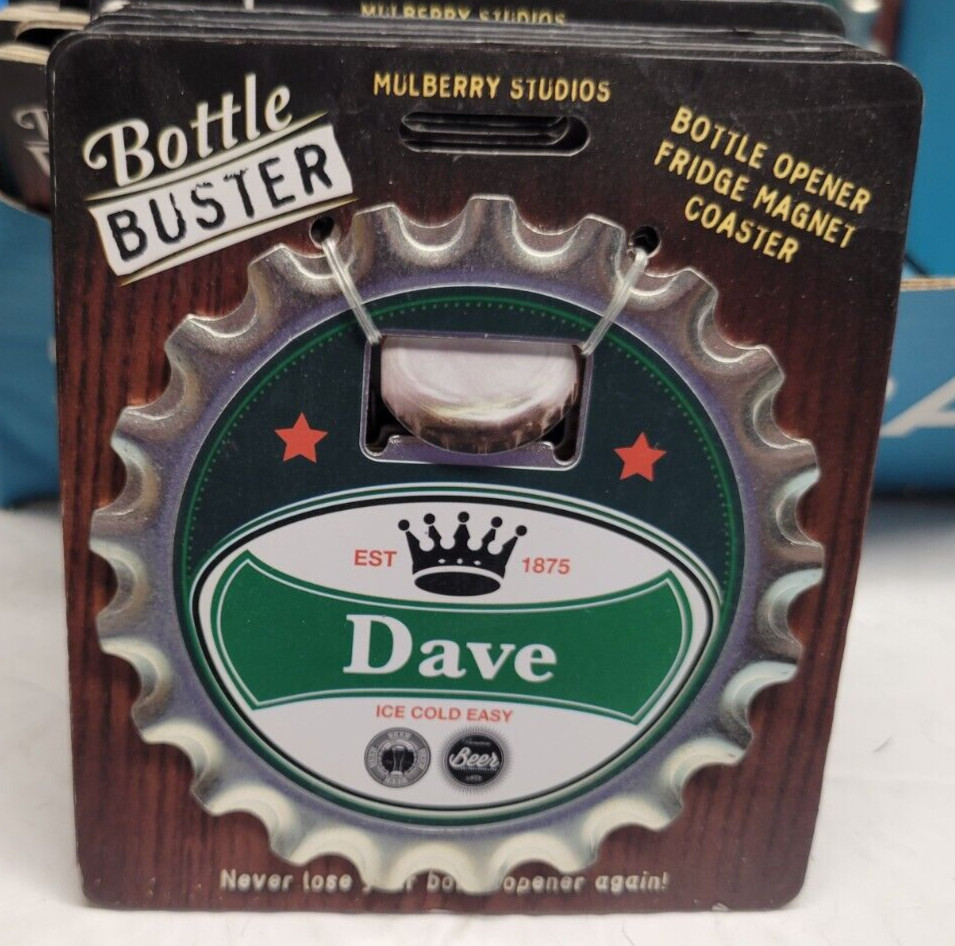 MULBERRY STUDIOS
MULBERRY STUDIOS
Bottle
BUSTER
BOTTLE OPENER
FRIDGE MAGNET
COASTER
EST 1875
Dave
ICE COLD EASY
BEER
Beer
Never lose opener again!